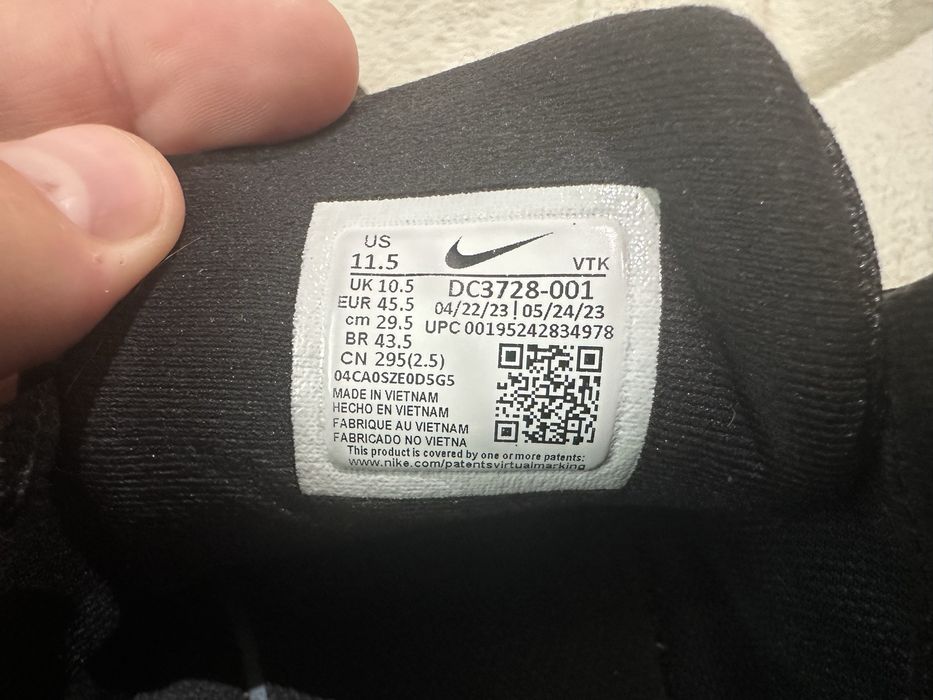 US
11.5
VTK
UK 10.5
DC3728-001
EUR 45.5
04/22/23 | 05/24/23
cm 29.5
UPC 00195242834978
BR 43.5
CN 295(2.5)
04CA0SZE0D5G5
MADE IN VIETNAM
HECHO EN VIETNAM
FABRIQUE AU VIETNAM
FABRICADO NO VIETNA
This product is covered by one or more patents:
www.nike.com/patentsvirtualmarking